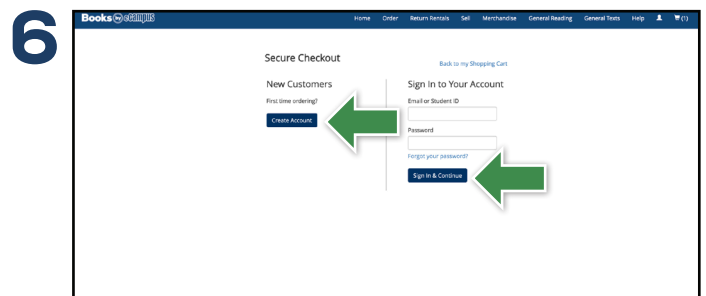 6
Books by eCampus
Home Order Return Rentals Sell Merchandise General Reading General Texts Help (1)
Secure Checkout
Back to my Shopping Cart
New Customers
First time ordering?
Create Account
Sign In to Your Account
Email or Student ID
Password
Forgot your password?
Sign In & Continue